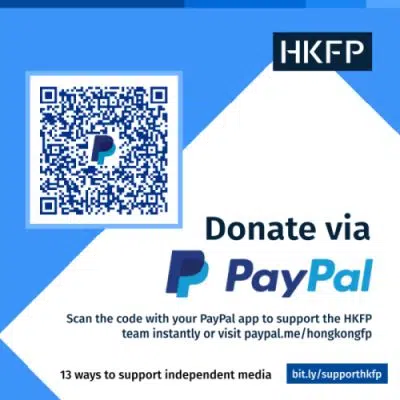 HKFP
Donate via
PayPal
Scan the code with your PayPal app to support the HKFP
team instantly or visit paypal.me/hongkongfp
13 ways to support independent media
bit.ly/supporthkfp